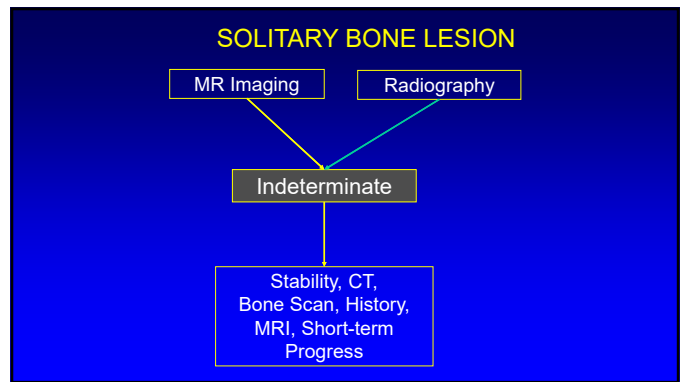 SOLITARY BONE LESION
MR Imaging
Radiography
Indeterminate
Stability, CT,
Bone Scan, History,
MRI, Short-term
Progress